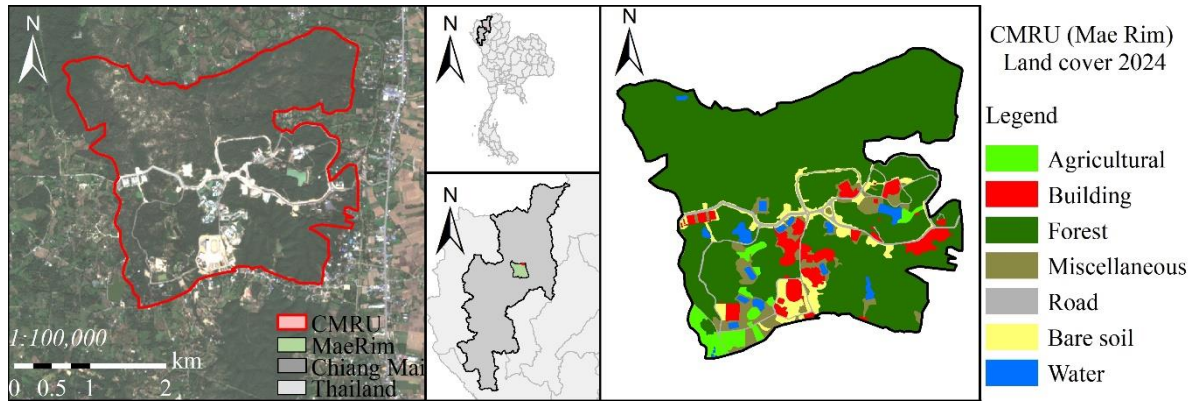 N
1:100,000
km
0 0.5 1 2
CMRU
MaeRim
Chiang Mai
Thailand
N
N
N
CMRU (Mae Rim)
Land cover 2024
Legend
Agricultural
Building
Forest
Miscellaneous
Road
Bare soil
Water